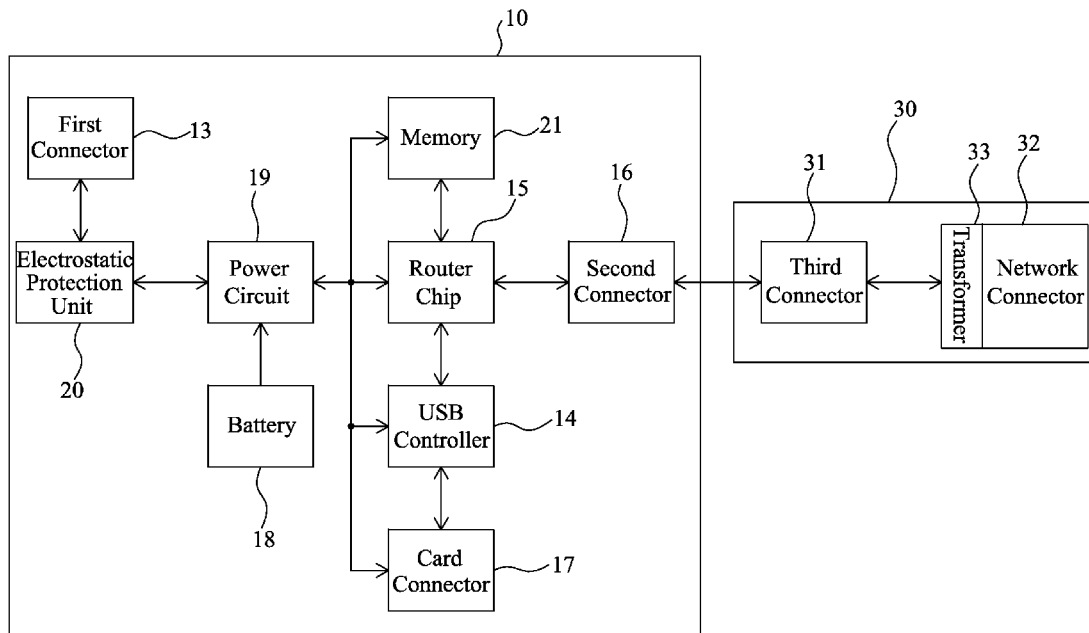 10
First
Connector
13
Memory
21
30
33
32
31
19
15
16
Electrostatic
Protection
Unit
Power
Circuit
Router
Chip
Second
Connector
Third
Connector
Transformer
Network
Connector
20
Battery
USB
Controller
14
18
Card
Connector
17